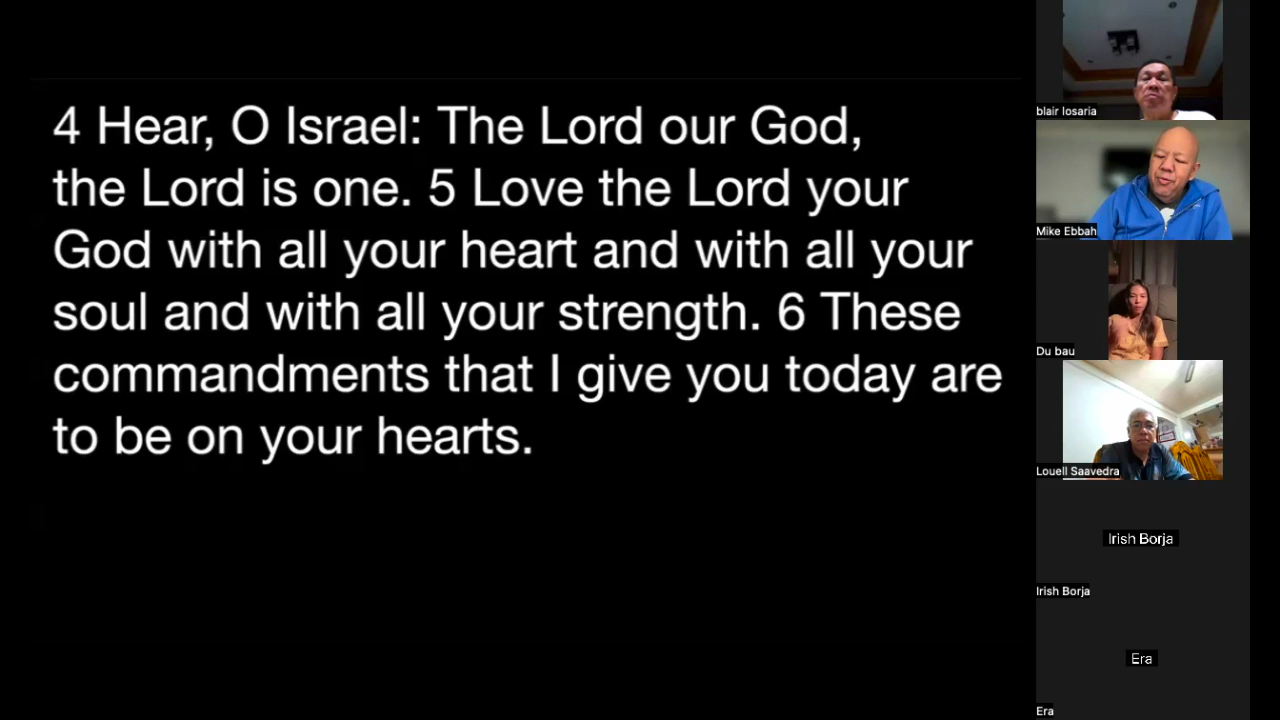 4 Hear, O Israel: The Lord our God,
the Lord is one. 5 Love the Lord your
God with all your heart and with all your
soul and with all your strength. 6 These
commandments that I give you today are
to be on your hearts.
blair losaria
Mike Ebbah
Du bau
Louell Saavedra
Irish Borja
Irish Borja
Era
Era